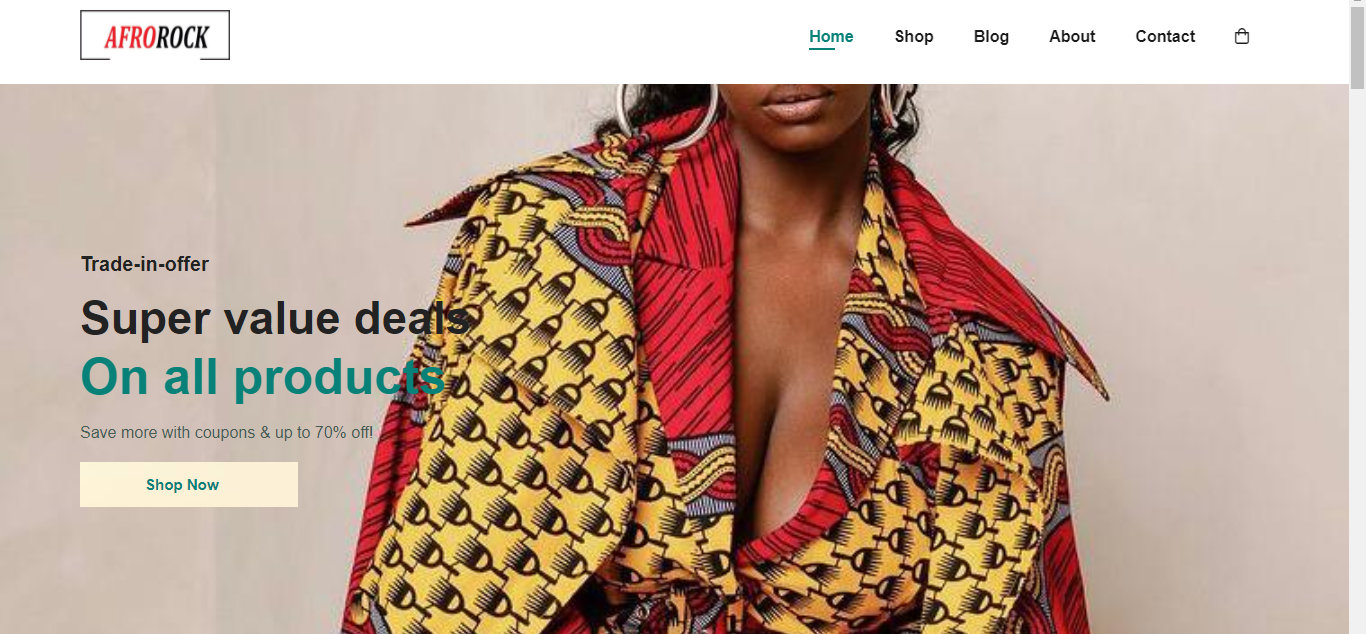 AFROROCK
Home Shop Blog About Contact
Trade-in-offer
Super value deals
On all products
Save more with coupons & up to 70% off!
Shop Now